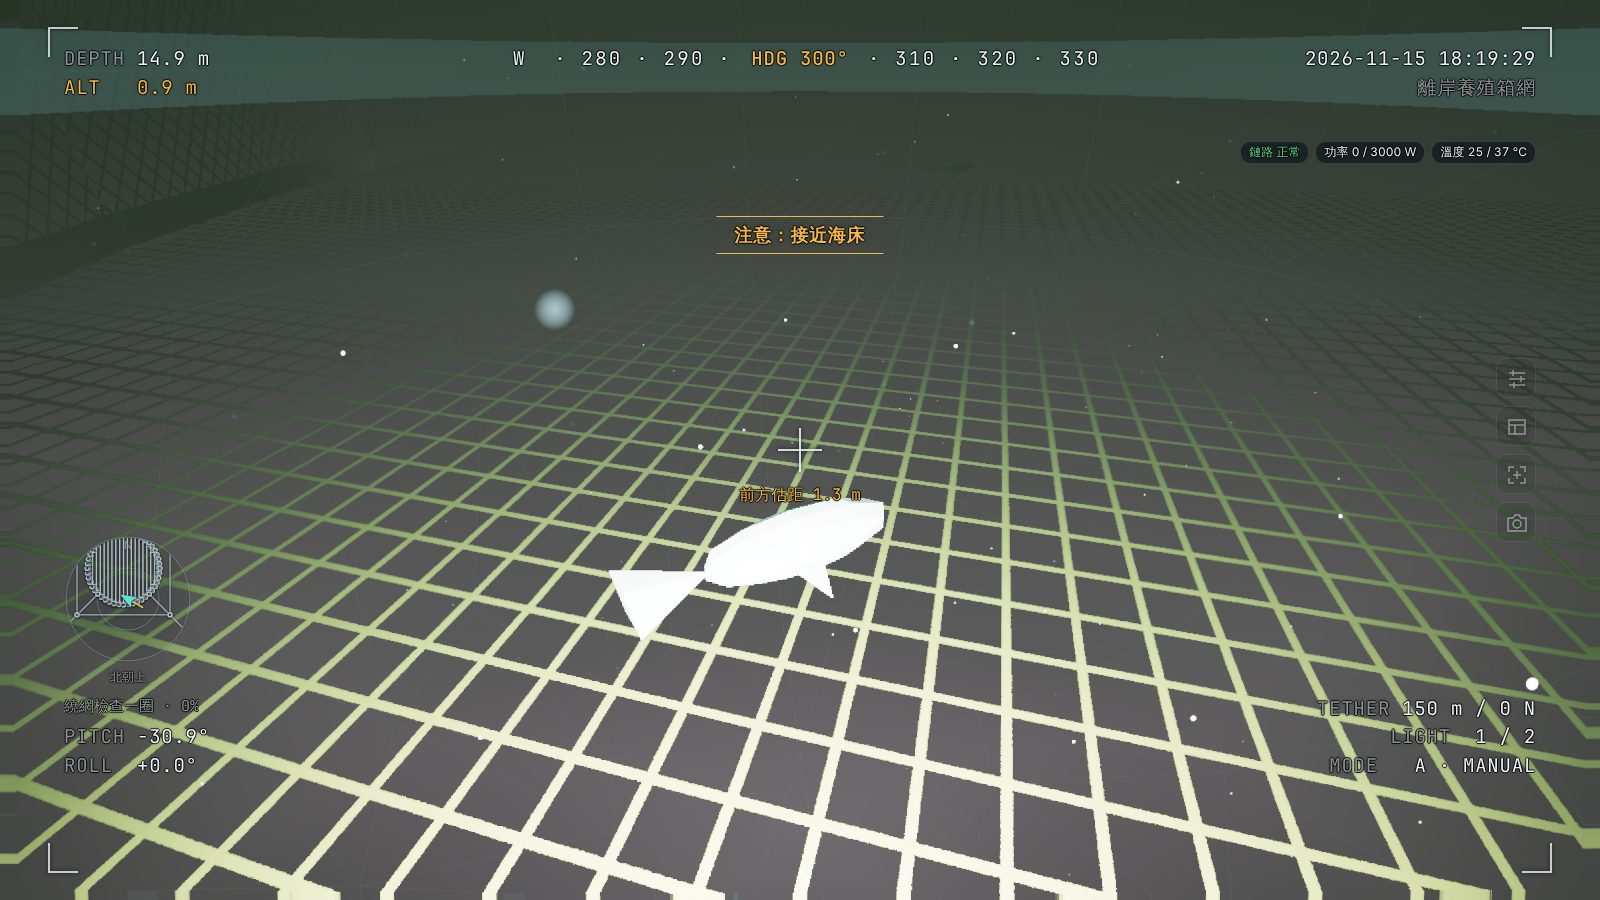 DEPTH 14.9 m
ALT 0.9 m
W · 280 · 290 · HDG 300° · 310 · 320 · 330
2026-11-15 18:19:29
離岸養殖箱網
鏈路 正常
功率 0 / 3000 W
溫度 25 / 37 °C
注意：接近海床
前方估距 1.3 m
北朝上
繞網檢查一圈 · 0%
PITCH -30.9°
ROLL +0.0°
TETHER 150 m / 0 N
LIGHT 1 / 2
MODE A · MANUAL